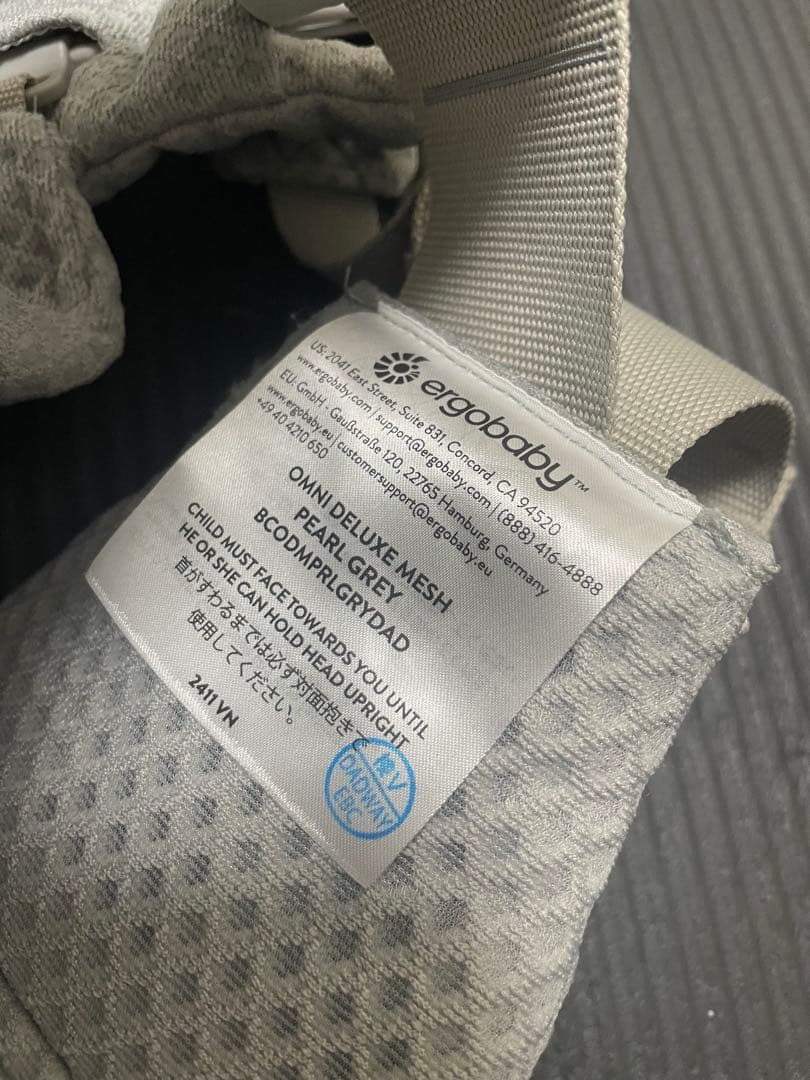 ergobaby™
US: 2041 East Street, Suite 831, Concord, CA 94520
www.ergobaby.com | support@ergobaby.com | (888) 416-4888
EU: GmbH · Gaußstraße 120, 22765 Hamburg, Germany
www.ergobaby.eu | customersupport@ergobaby.eu
+49 40 4210 650
OMNI DELUXE MESH
PEARL GREY
BCODMPRLGRYDAD
CHILD MUST FACE TOWARDS YOU UNTIL
HE OR SHE CAN HOLD HEAD UPRIGHT
首がすわるまでは必ず対面抱きで
使用してください。
2411 VN
検V
DADWAY
EBC